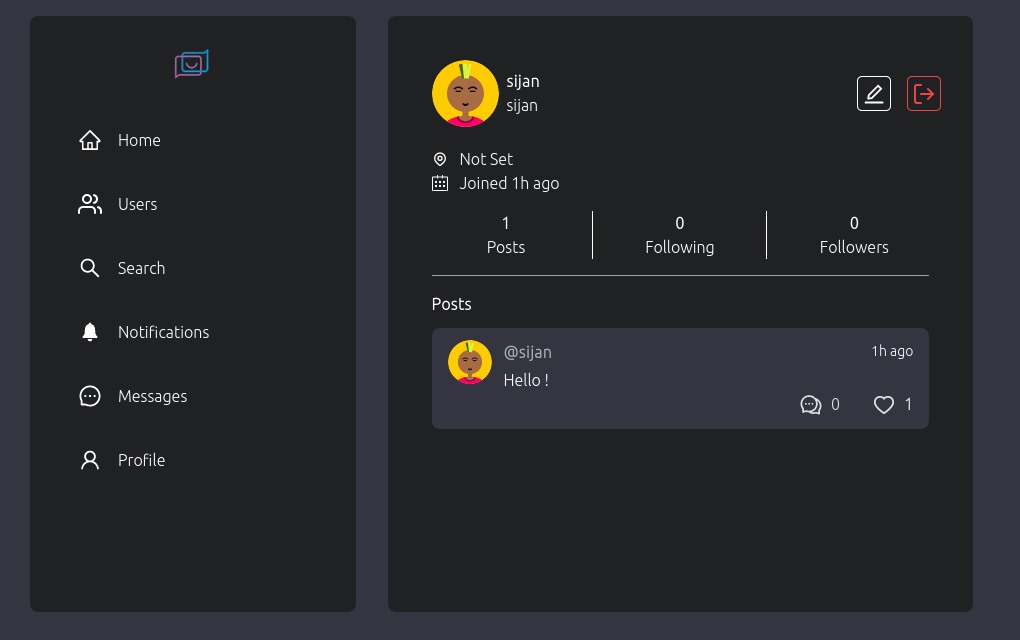 Home
Users
Search
Notifications
Messages
Profile
sijan
sijan
Not Set
Joined 1h ago
1
Posts
0
Following
0
Followers
Posts
@sijan
1h ago
Hello !
0
1